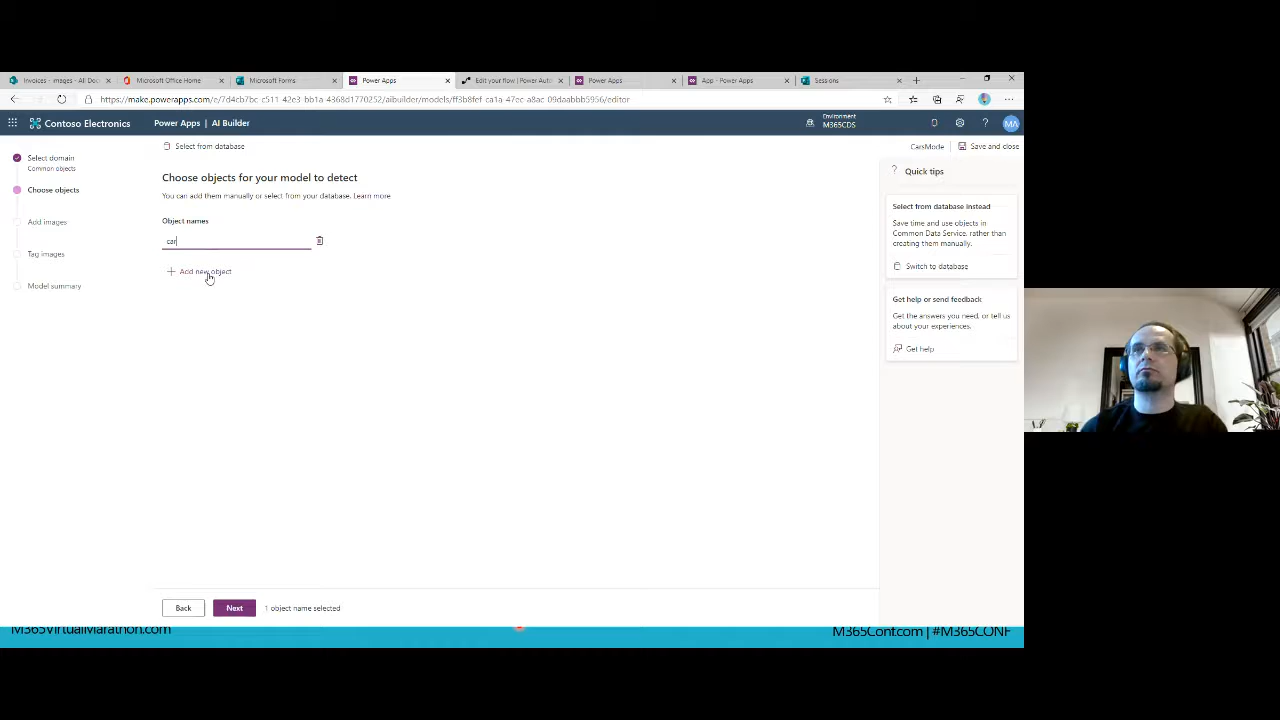 Invoices - Images - All Doc
Microsoft Office Home
Microsoft Forms
Power Apps
Edit your flow | Power Auto
Power Apps
App - Power Apps
Sessions
https://make.powerapps.com/e/7d4cb7bc-c511-42e3-bb1a-4368d1770252/aibuilder/models/ff3b8fef-ca1a-47ec-a8ac-09daabbb5956/editor
Contoso Electronics
Power Apps | AI Builder
Environment
M365CDS
MA
Select domain
Common objects
Choose objects
Add images
Tag images
Model summary
Select from database
CarsMode
Save and close
Choose objects for your model to detect
You can add them manually or select from your database. Learn more
Object names
car
+ Add new object
Quick tips
Select from database instead
Save time and use objects in
Common Data Service, rather than
creating them manually.
Switch to database
Get help or send feedback
Get the answers you need, or tell us
about your experiences.
Get help
Back
Next
1 object name selected
M365VirtualMarathon.com
M365Conf.com | #M365CONF